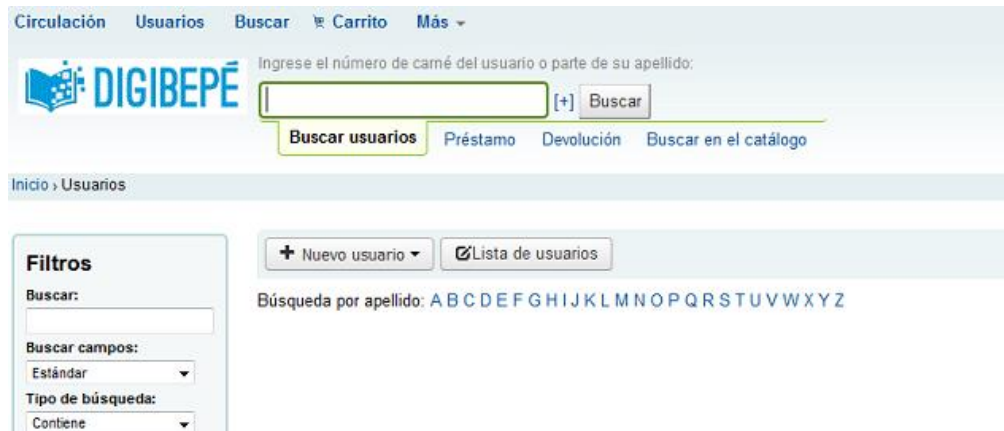 Circulación Usuarios Buscar Carrito Más
DIGIBEPÉ
Ingrese el número de carné del usuario o parte de su apellido:
[+] Buscar
Buscar usuarios Préstamo Devolución Buscar en el catálogo
Inicio › Usuarios
Filtros
Buscar:
Buscar campos:
Estándar
Tipo de búsqueda:
Contiene
+ Nuevo usuario Lista de usuarios
Búsqueda por apellido: A B C D E F G H I J K L M N O P Q R S T U V W X Y Z